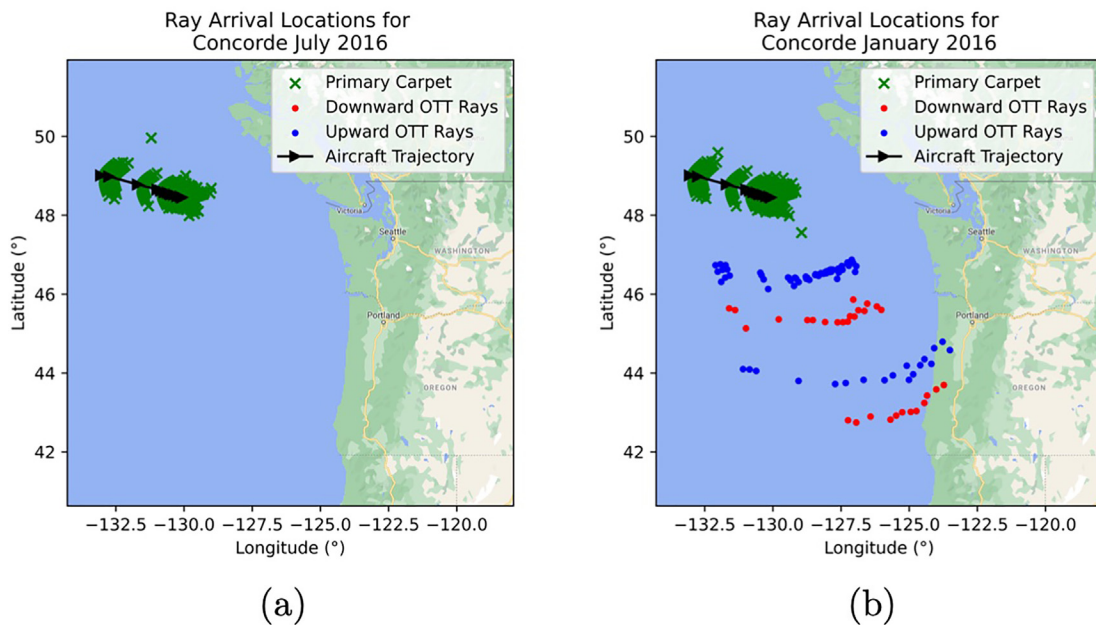 Ray Arrival Locations for
Concorde July 2016
Primary Carpet
Downward OTT Rays
Upward OTT Rays
Aircraft Trajectory
50
48
46
44
42
Latitude (°)
Victoria
Seattle
WASHINGTON
Portland
OREGON
−132.5 −130.0 −127.5 −125.0 −122.5 −120.0
Longitude (°)
(a)
Ray Arrival Locations for
Concorde January 2016
Primary Carpet
Downward OTT Rays
Upward OTT Rays
Aircraft Trajectory
50
48
46
44
42
Latitude (°)
Victoria
Seattle
WASHINGTON
Portland
OREGON
−132.5 −130.0 −127.5 −125.0 −122.5 −120.0
Longitude (°)
(b)